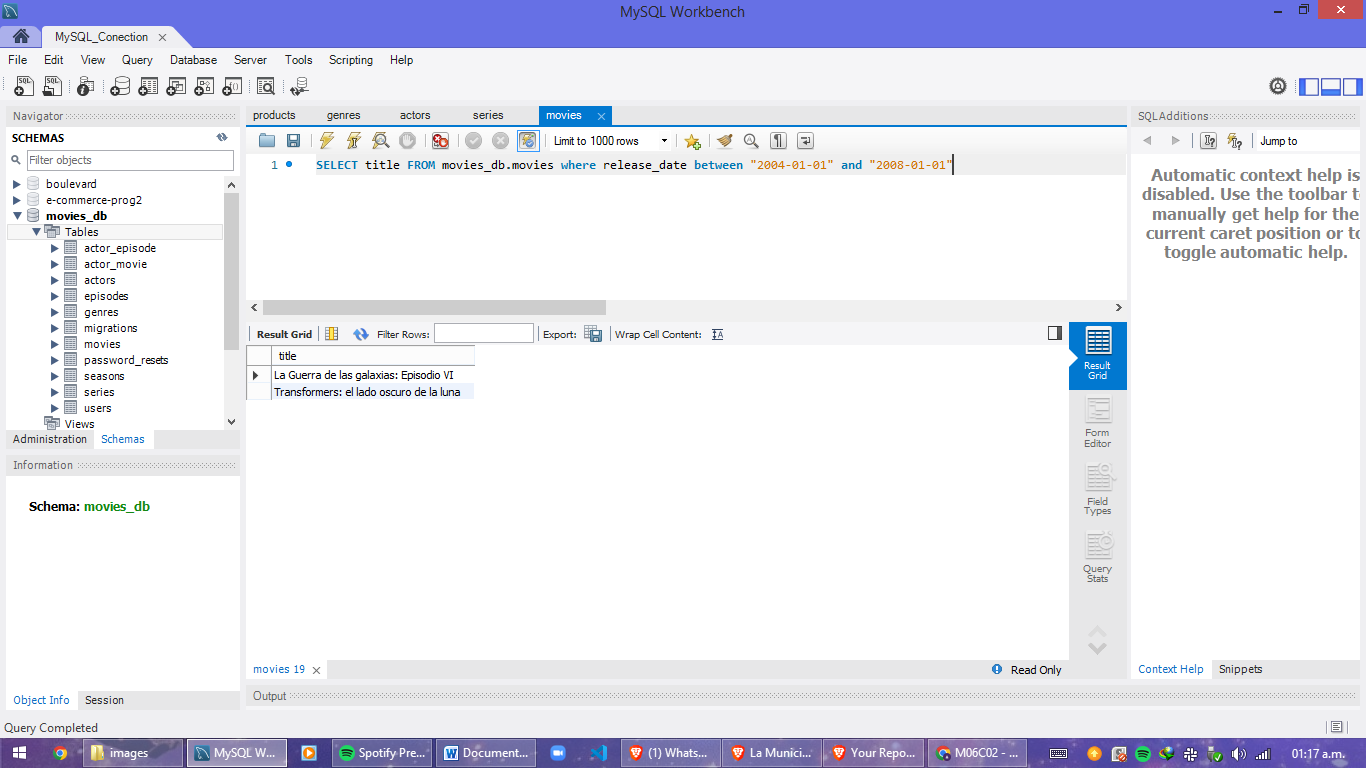 MySQL Workbench
MySQL_Conection
File Edit View Query Database Server Tools Scripting Help
Navigator
SCHEMAS
Filter objects
boulevard
e-commerce-prog2
movies_db
Tables
actor_episode
actor_movie
actors
episodes
genres
migrations
movies
password_resets
seasons
series
users
Views
Administration Schemas
Information
Schema: movies_db
Object Info Session
products genres actors series movies
Limit to 1000 rows
1 SELECT title FROM movies_db.movies where release_date between "2004-01-01" and "2008-01-01"
Result Grid Filter Rows: Export: Wrap Cell Content:
title
La Guerra de las galaxias: Episodio VI
Transformers: el lado oscuro de la luna
Result
Grid
Form
Editor
Field
Types
Query
Stats
movies 19
Read Only
Output
SQLAdditions
Jump to
Automatic context help is
disabled. Use the toolbar t
manually get help for the
current caret position or to
toggle automatic help.
Context Help Snippets
Query Completed
images
MySQL W...
Spotify Pre...
Document...
(1) Whats...
La Munici...
Your Repo...
M06C02 - ...
01:17 a.m.